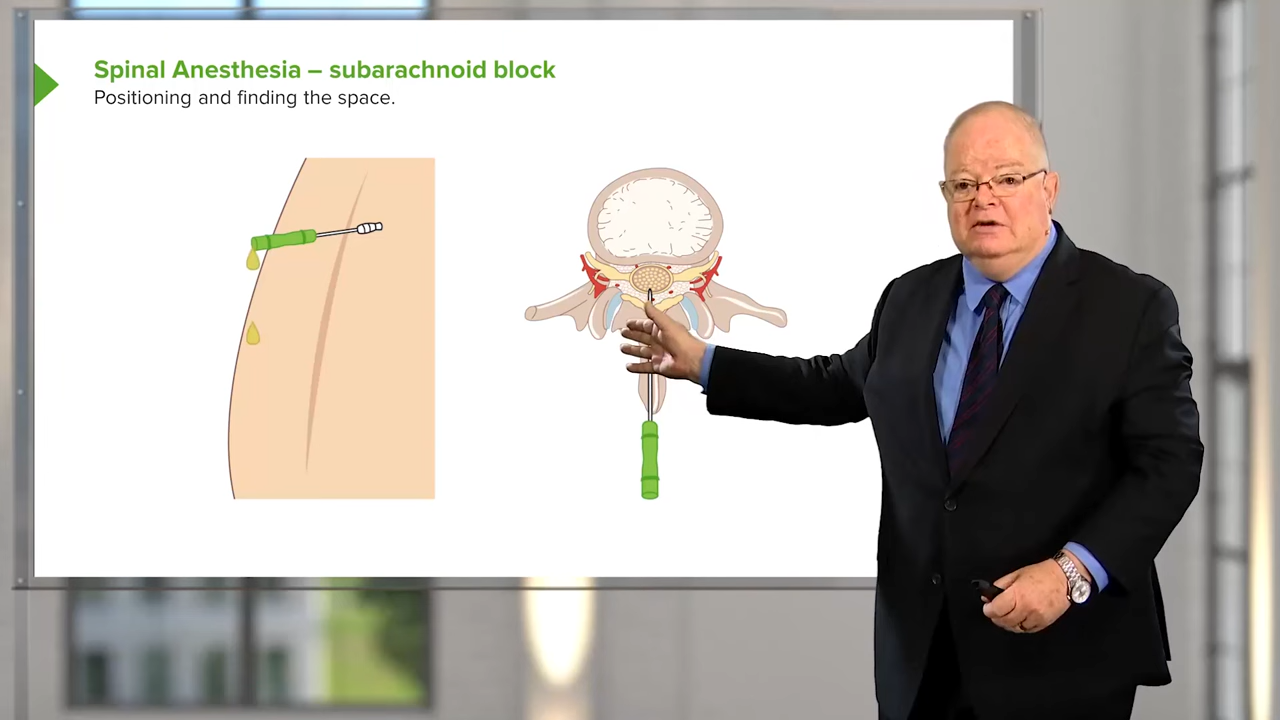 Spinal Anesthesia – subarachnoid block
Positioning and finding the space.